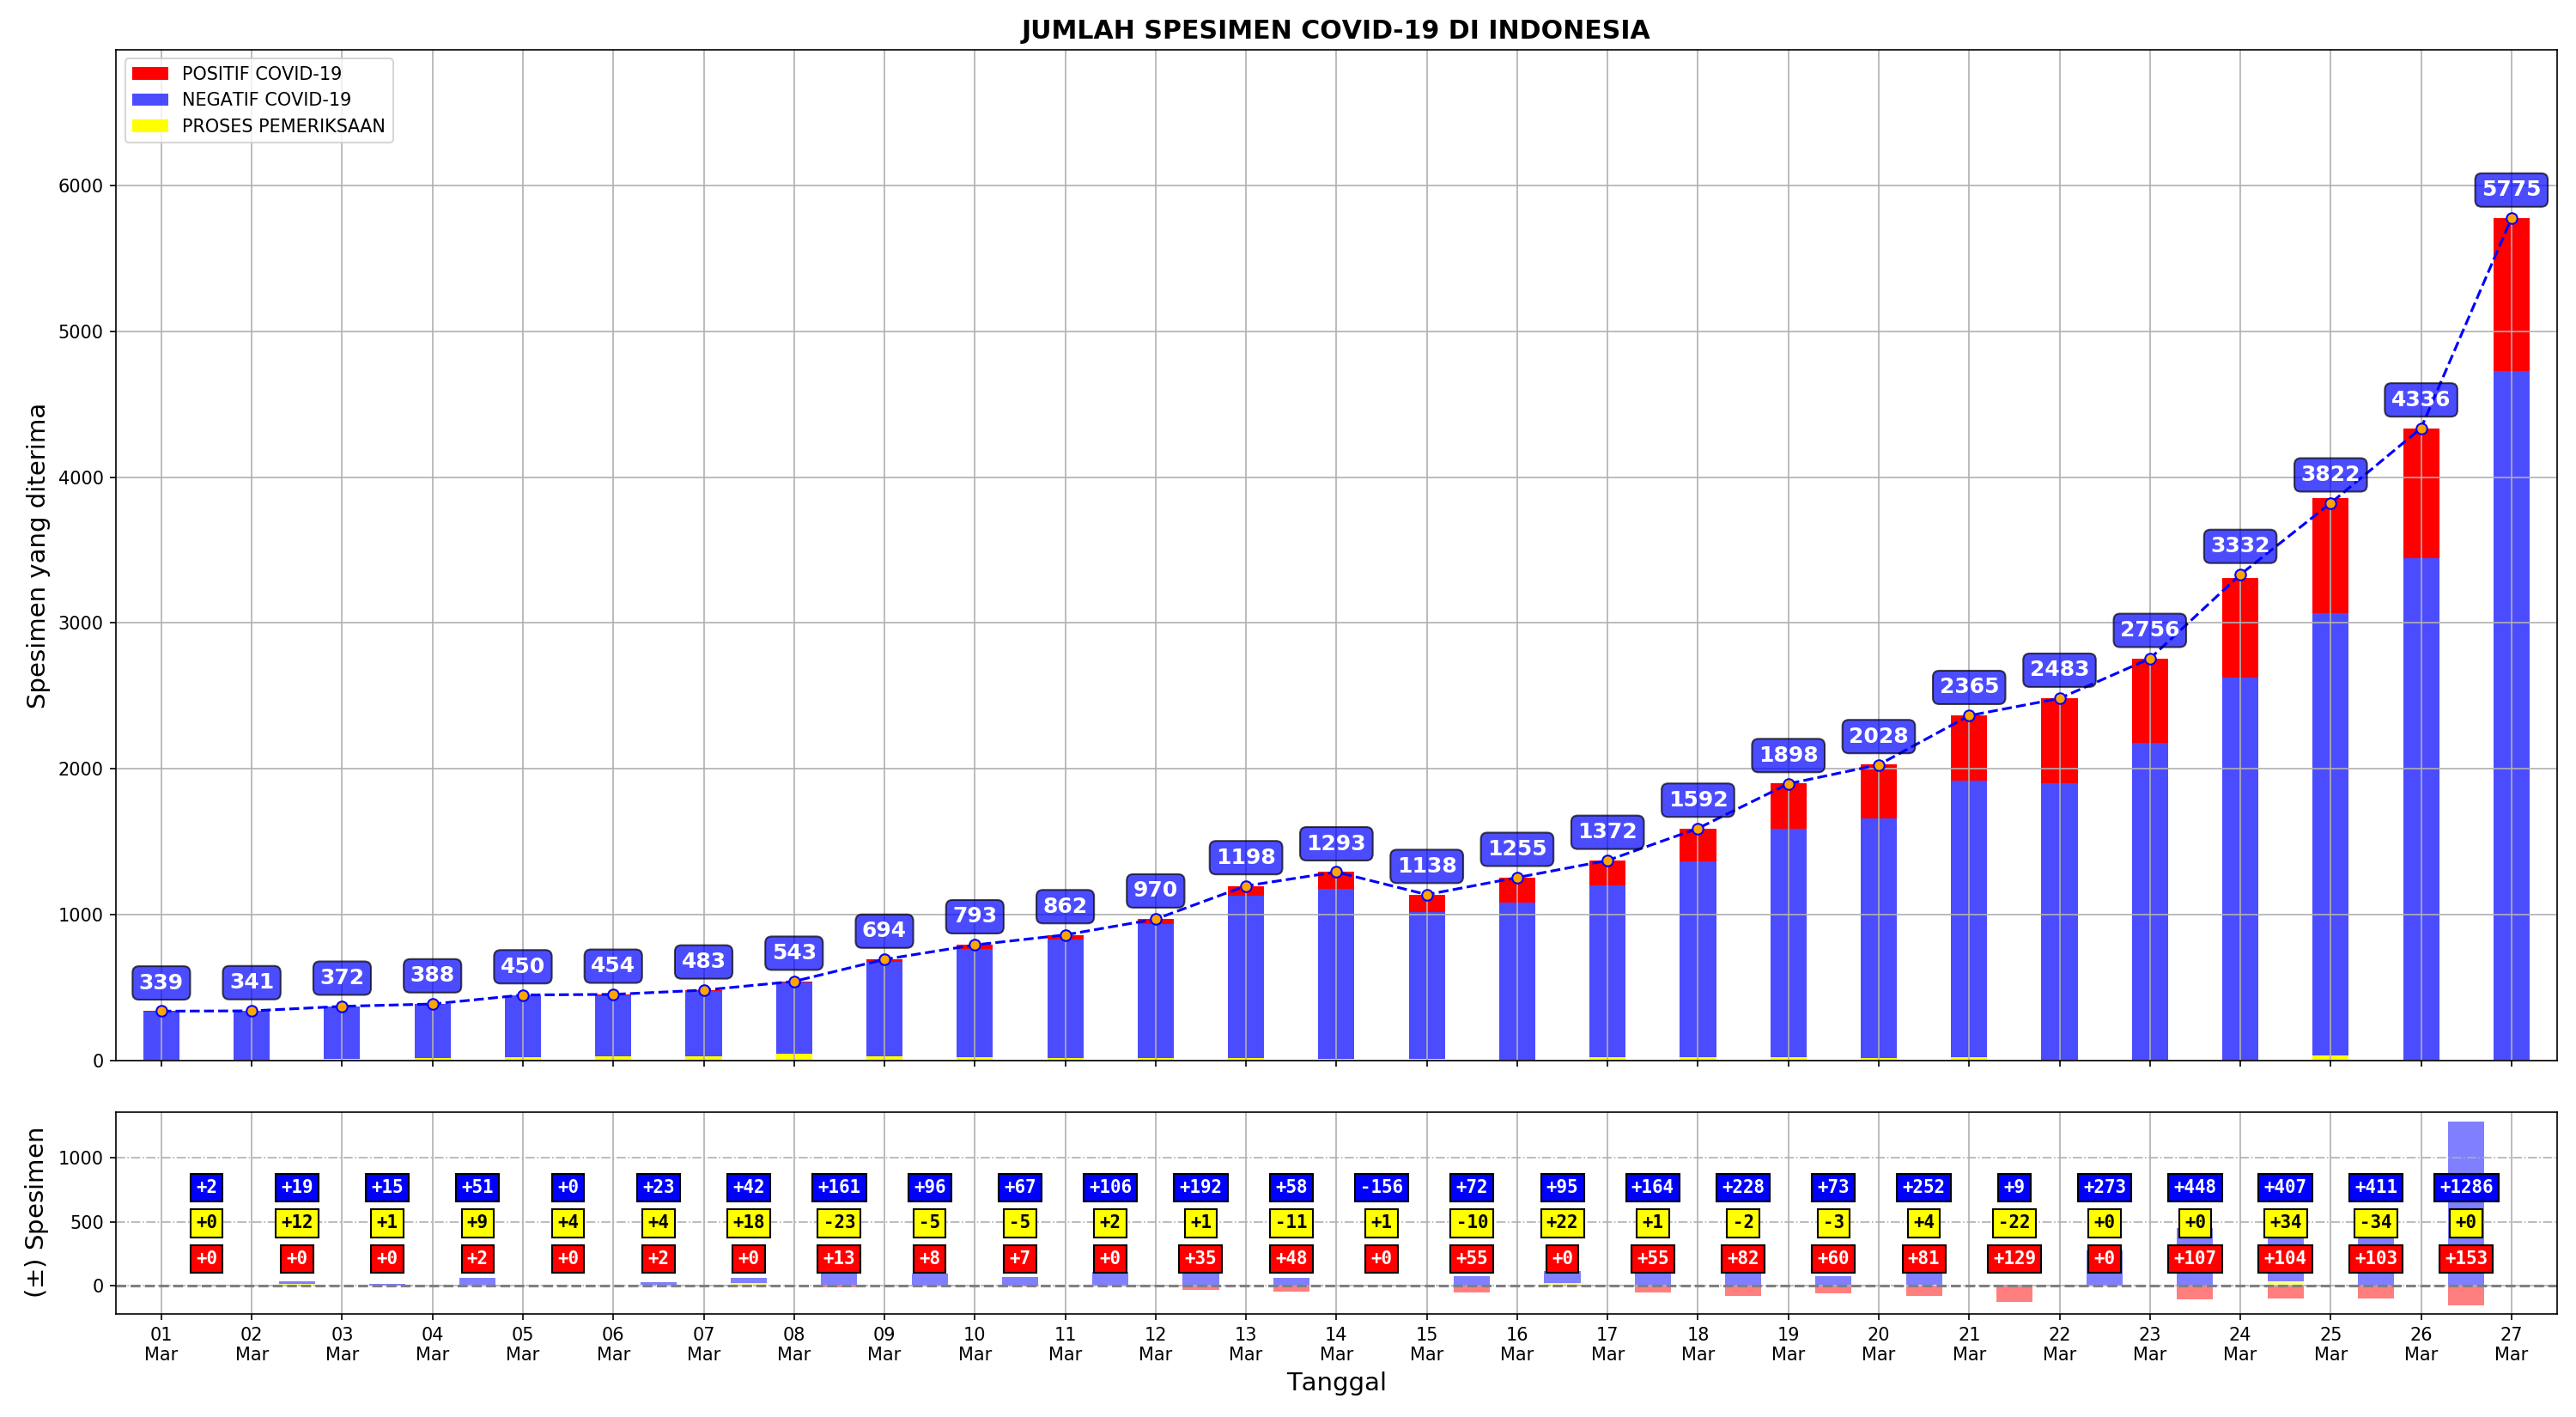 JUMLAH SPESIMEN COVID-19 DI INDONESIA
POSITIF COVID-19
NEGATIF COVID-19
PROSES PEMERIKSAAN
Spesimen yang diterima
6000
5000
4000
3000
2000
1000
0
339 341 372 388 450 454 483 543 694 793 862 970 1198 1293 1138 1255 1372 1592 1898 2028 2365 2483 2756 3332 3822 4336 5775
(±) Spesimen
1000
500
0
+2 +19 +15 +51 +0 +23 +42 +161 +96 +67 +106 +192 +58 -156 +72 +95 +164 +228 +73 +252 +9 +273 +448 +407 +411 +1286
+0 +12 +1 +9 +4 +4 +18 -23 -5 -5 +2 +1 -11 +1 -10 +22 +1 -2 -3 +4 -22 +0 +0 +34 -34 +0
+0 +0 +0 +2 +0 +2 +0 +13 +8 +7 +0 +35 +48 +0 +55 +0 +55 +82 +60 +81 +129 +0 +107 +104 +103 +153
01 02 03 04 05 06 07 08 09 10 11 12 13 14 15 16 17 18 19 20 21 22 23 24 25 26 27
Mar Mar Mar Mar Mar Mar Mar Mar Mar Mar Mar Mar Mar Mar Mar Mar Mar Mar Mar Mar Mar Mar Mar Mar Mar Mar Mar
Tanggal